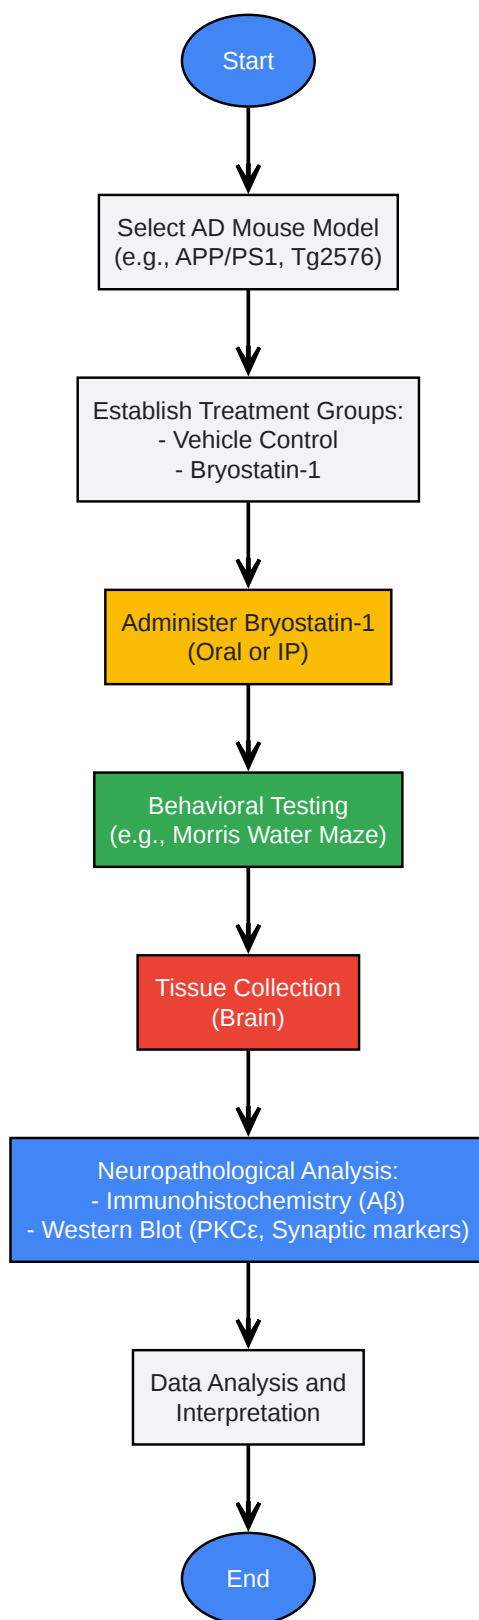 Start
Select AD Mouse Model
(e.g., APP/PS1, Tg2576)
Establish Treatment Groups:
- Vehicle Control
- Bryostatin-1
Administer Bryostatin-1
(Oral or IP)
Behavioral Testing
(e.g., Morris Water Maze)
Tissue Collection
(Brain)
Neuropathological Analysis:
- Immunohistochemistry (Aβ)
- Western Blot (PKCε, Synaptic markers)
Data Analysis and
Interpretation
End